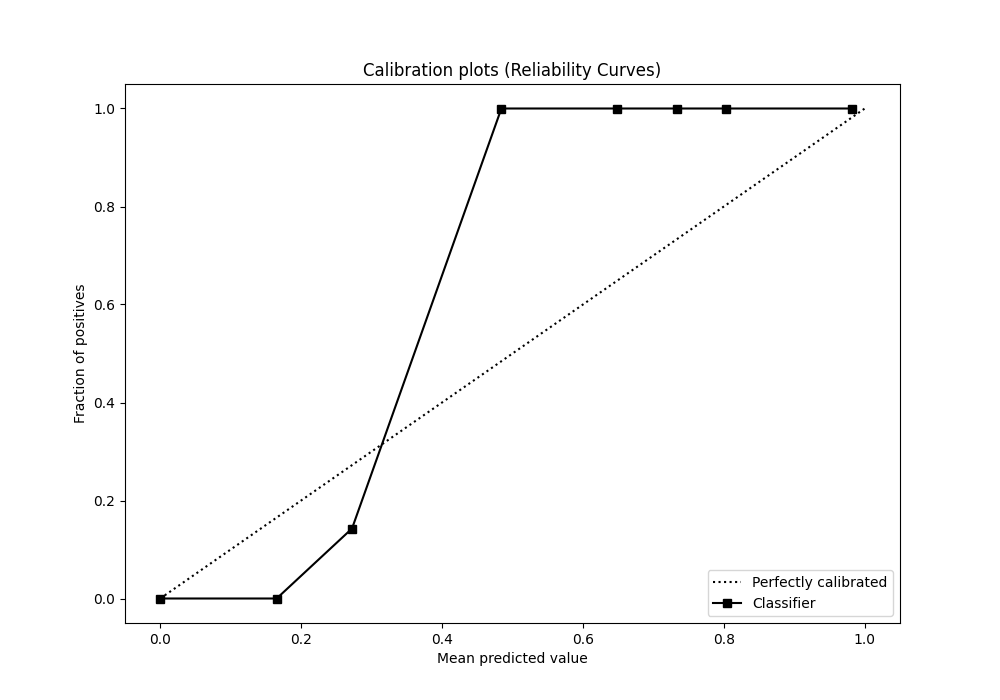 Calibration plots (Reliability Curves)
1.0
0.8
0.6
0.4
0.2
0.0
Fraction of positives
0.0 0.2 0.4 0.6 0.8 1.0
Mean predicted value
Perfectly calibrated
Classifier